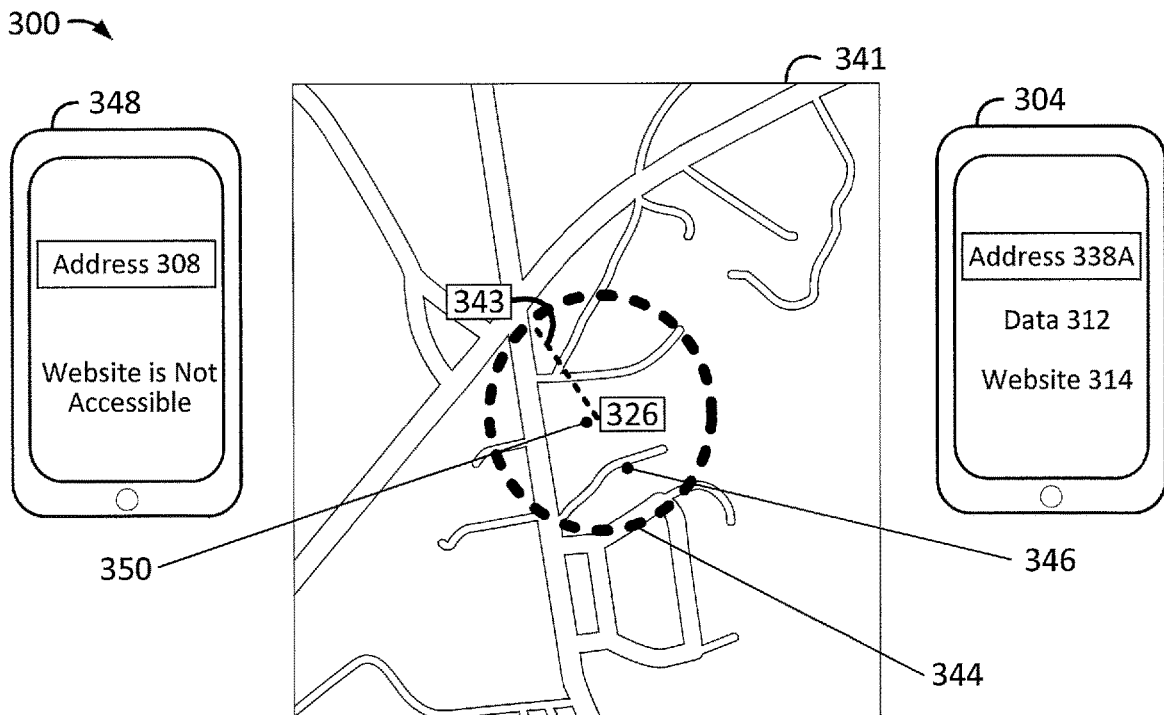 300
341
348
304
Address 308
Website is Not
Accessible
343
326
Address 338A
Data 312
Website 314
350
346
344